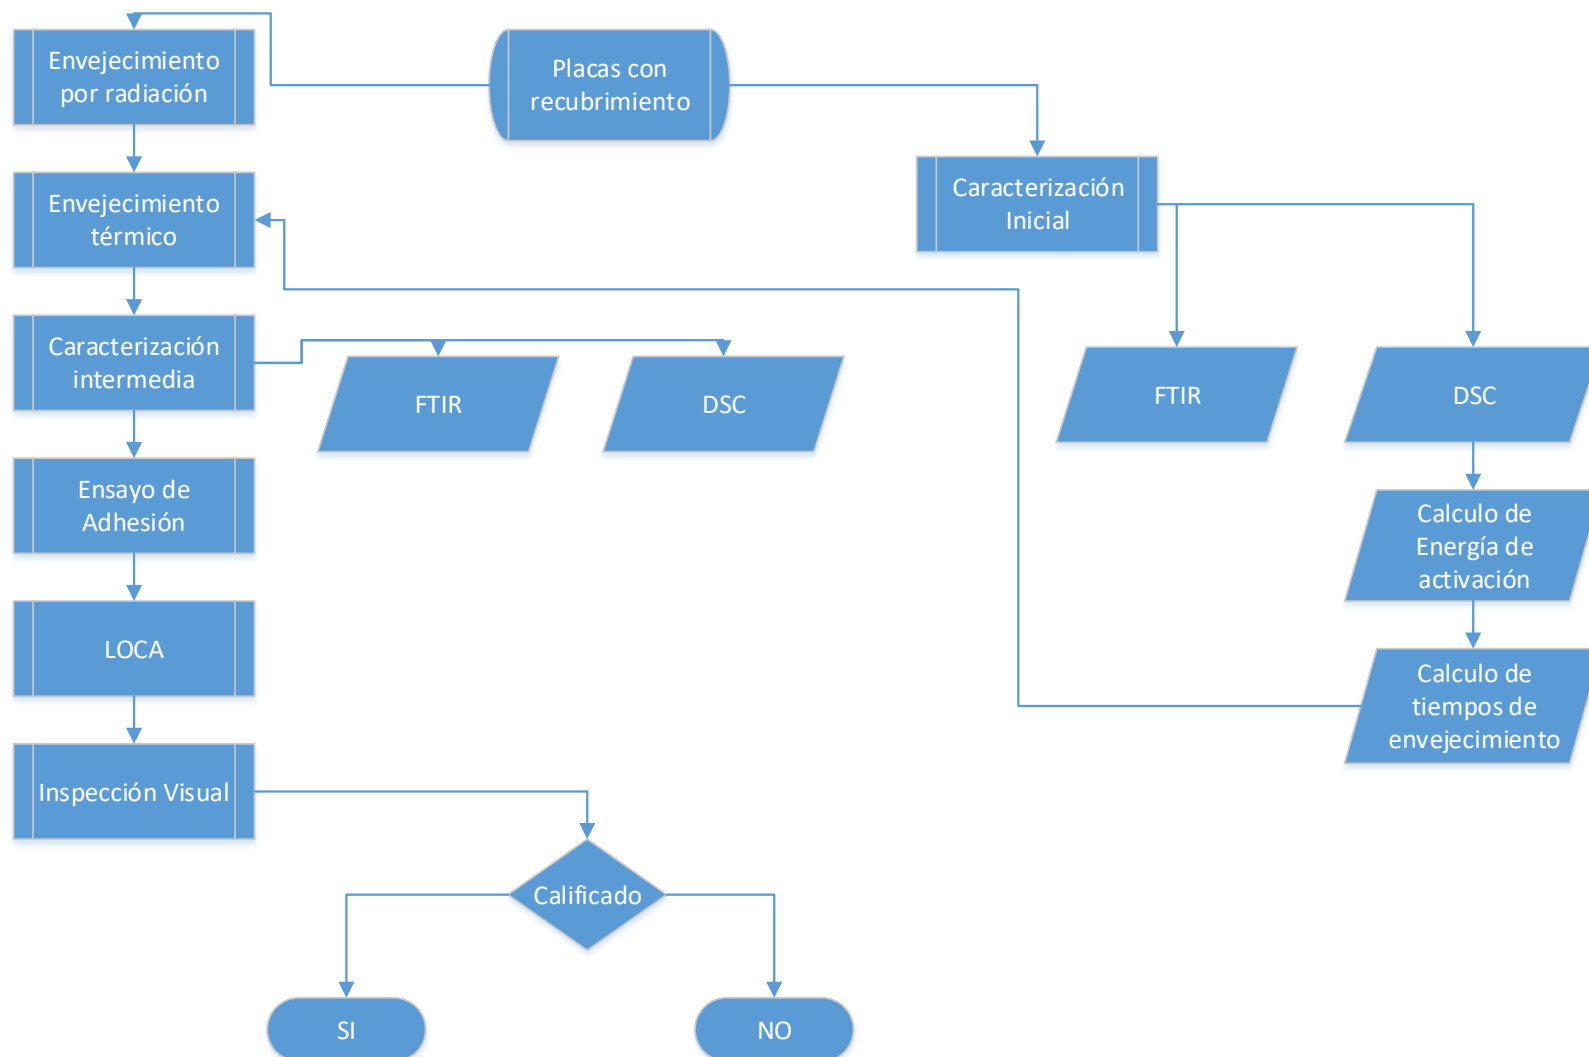 Envejecimiento
por radiación
Placas con
recubrimiento
Envejecimiento
térmico
Caracterización
Inicial
Caracterización
intermedia
FTIR
DSC
FTIR
DSC
Ensayo de
Adhesión
Calculo de
Energía de
activación
LOCA
Calculo de
tiempos de
envejecimiento
Inspección Visual
Calificado
SI
NO